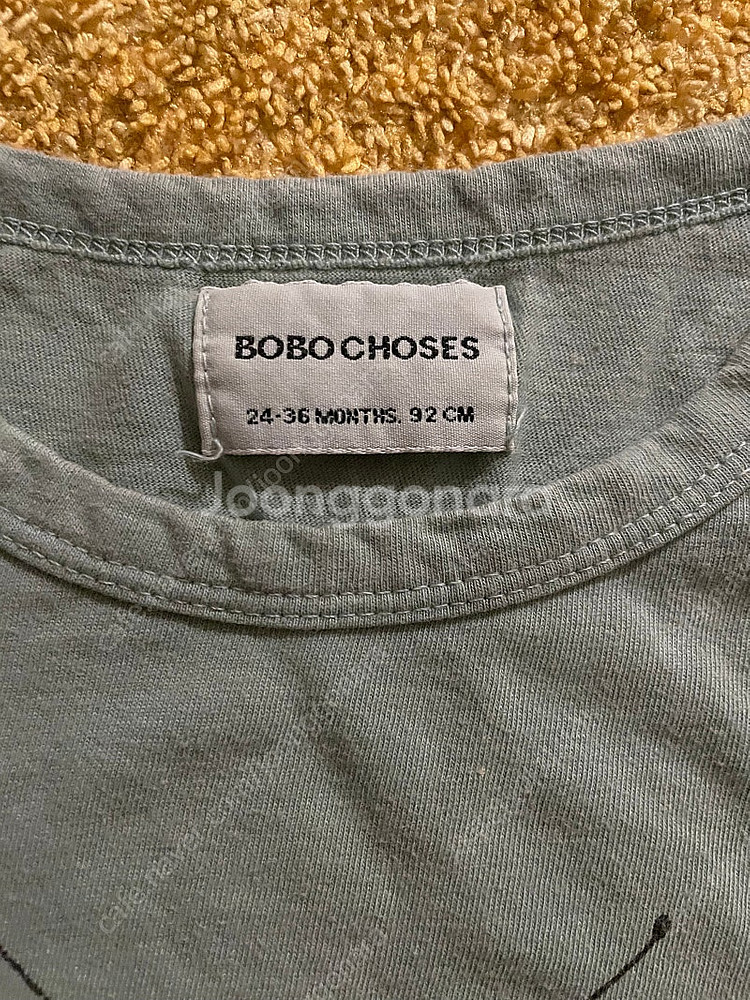 BOBO CHOSES
24-36 MONTHS. 92 CM
Joonggonara